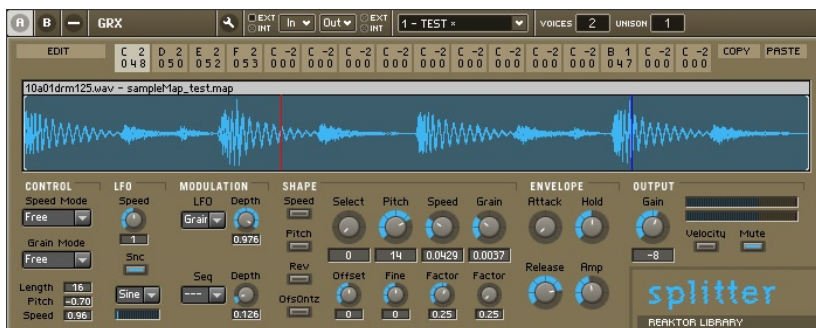 A B GRX EXT INT In Out EXT INT 1 - TEST × VOICES 2 UNISON 1
EDIT C 2 D 2 E 2 F 2 C -2 C -2 C -2 C -2 C -2 C -2 C -2 C -2 B 1 C -2 C -2 C -2 COPY PASTE
048 050 052 053 000 000 000 000 000 000 000 000 047 000 000 000
10a01drm125.wav - sampleMap_test.map
CONTROL LFO MODULATION SHAPE ENVELOPE OUTPUT
Speed Mode Speed LFO Depth Speed Select Pitch Speed Grain Attack Hold Gain
Free Grain Pitch Velocity Mute
Grain Mode 1 0.976 0 14 0.0429 0.0037 -8
Free Snc Rev
Seq Depth Offset Fine Factor Factor Release Amp
Length 16 Sine --- OfsQntz splitter
Pitch -0.70
Speed 0.96 0.126 0 0 0.25 0.25
REAKTOR LIBRARY